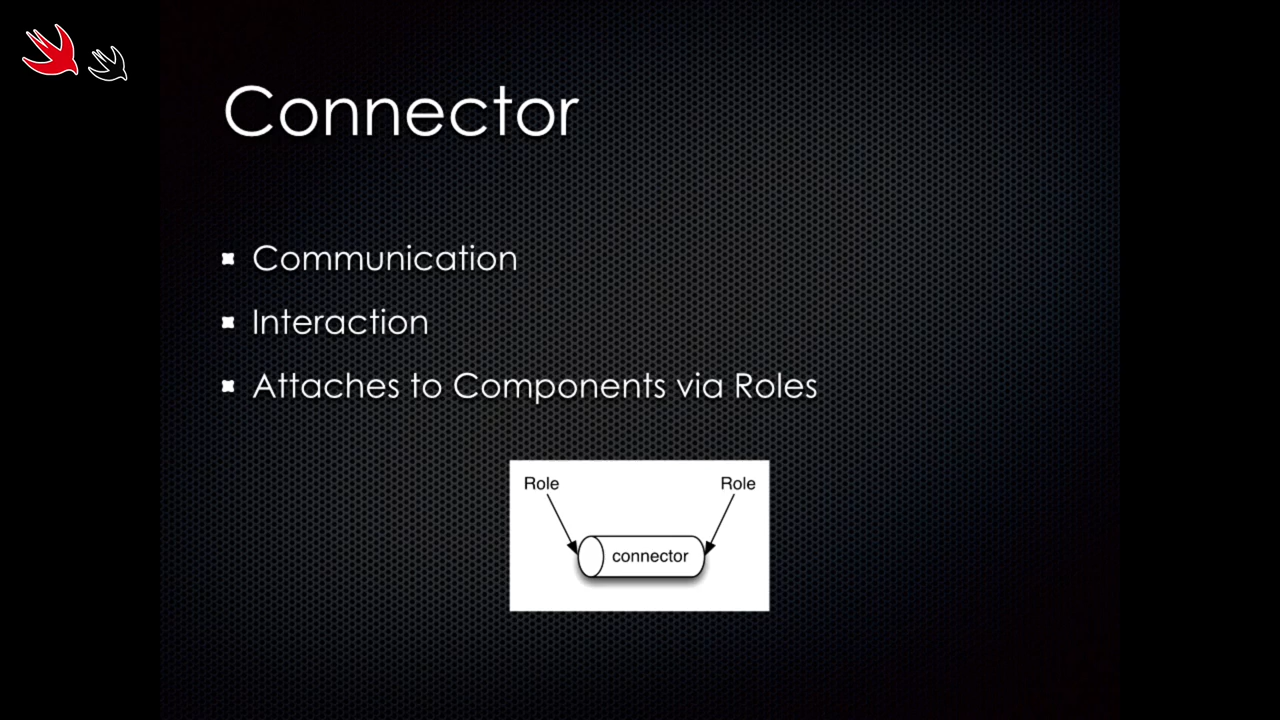 Connector
Communication
Interaction
Attaches to Components via Roles
Role Role
connector